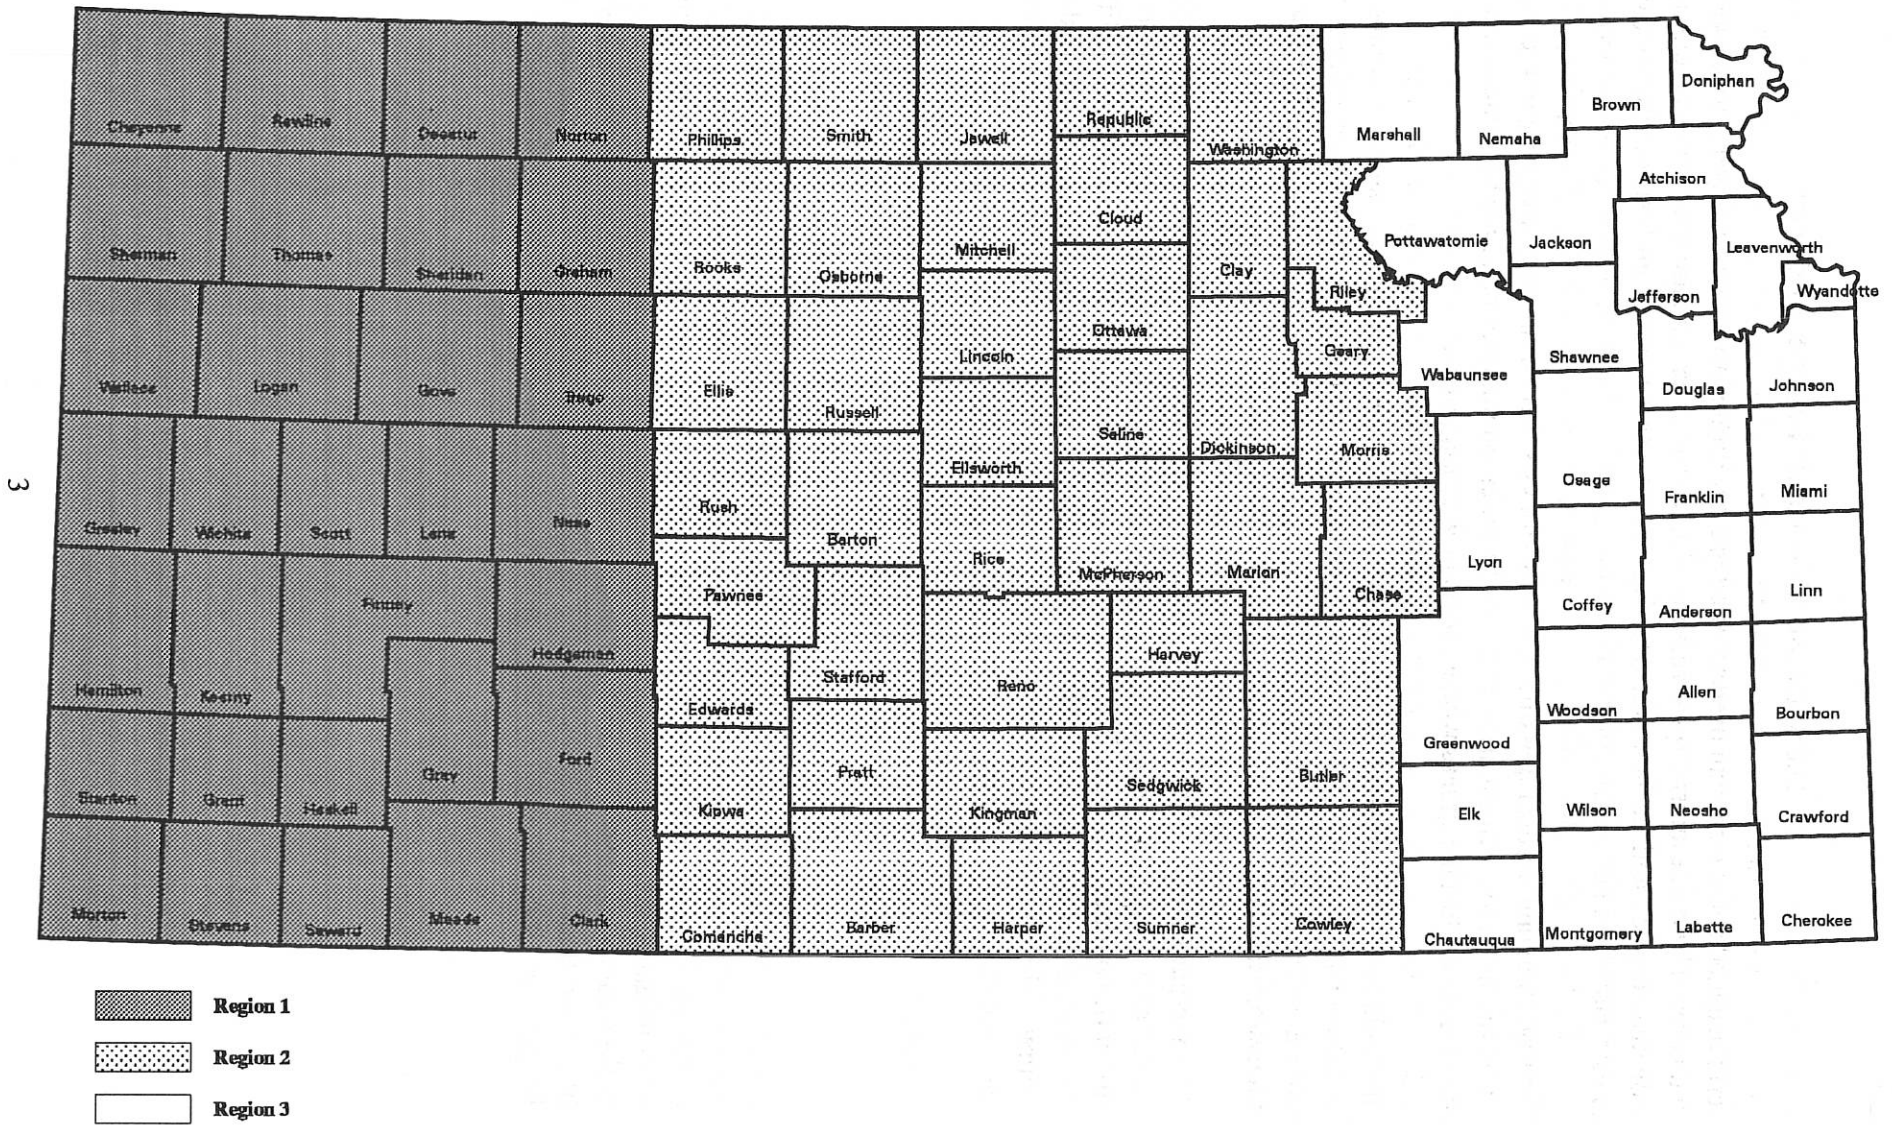 Cheyenne Rawlins Decatur Norton Phillips Smith Jewell Republic Washington Marshall Nemaha Brown Doniphan
Atchison
Sherman Thomas Sheridan Graham Rooks Osborne Mitchell Cloud Clay Riley Pottawatomie Jackson Jefferson Leavenworth Wyandotte
Wallace Logan Gove Trego Ellis Russell Lincoln Ottawa Geary Wabaunsee Shawnee Douglas Johnson
Saline Dickinson Morris
3
Greeley Wichita Scott Lane Ness Rush Barton Ellsworth Osage Franklin Miami
Rice McPherson Marion Chase Lyon
Finney Pawnee Coffey Anderson Linn
Hamilton Kearny Hodgeman Edwards Stafford Reno Harvey Woodson Allen Bourbon
Stanton Grant Haskell Gray Ford Kiowa Pratt Kingman Sedgwick Butler Greenwood
Elk Wilson Neosho Crawford
Morton Stevens Seward Meade Clark Comanche Barber Harper Sumner Cowley Chautauqua Montgomery Labette Cherokee
Region 1
Region 2
Region 3